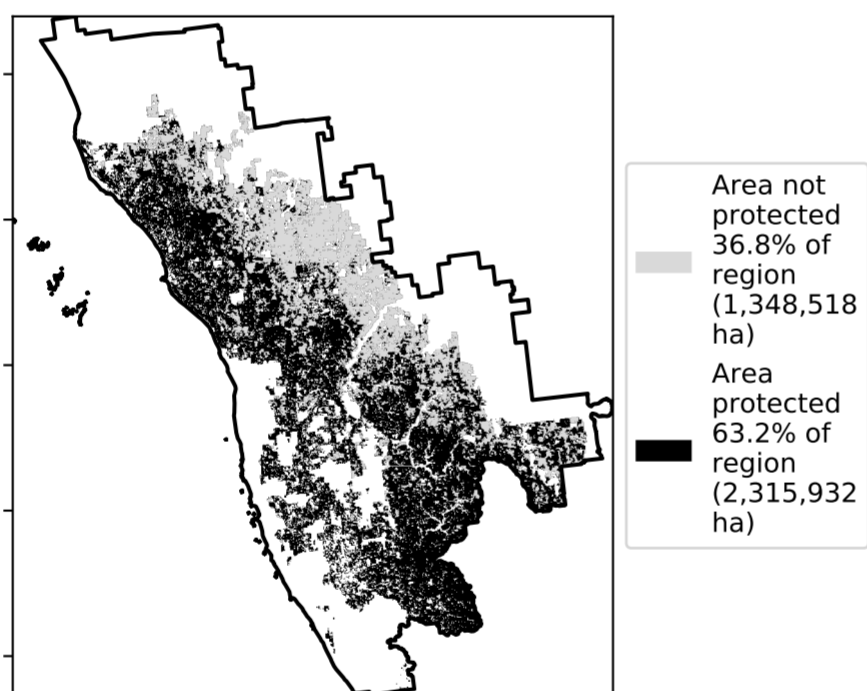 Area not
protected
36.8% of
region
(1,348,518
ha)
Area
protected
63.2% of
region
(2,315,932
ha)